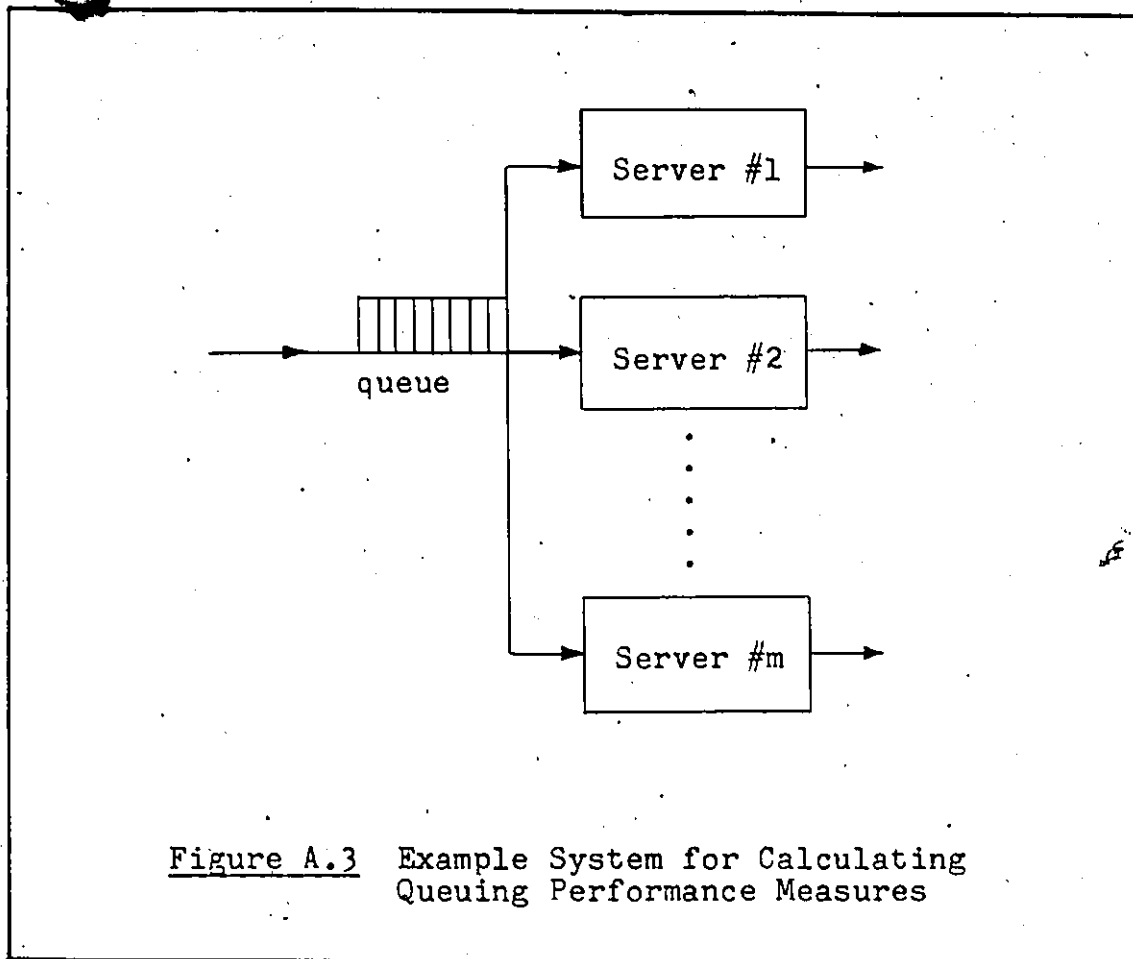 Server #1
Server #2
queue
Server #m
Figure A.3 Example System for Calculating
Queuing Performance Measures